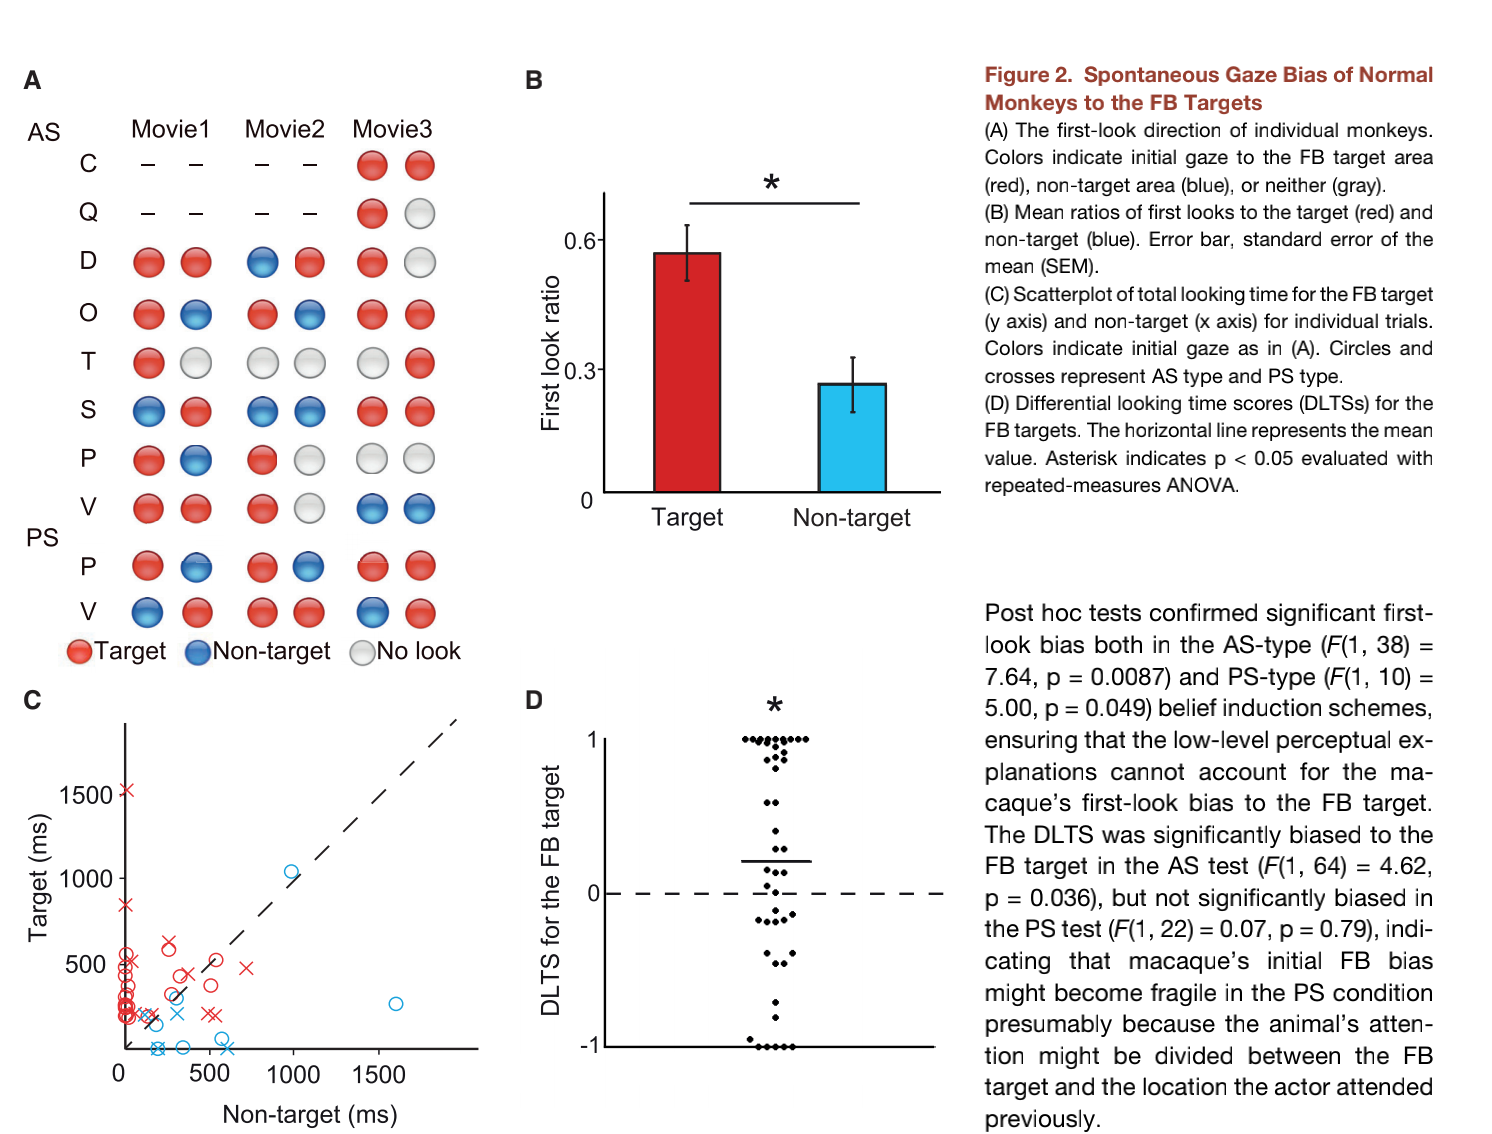 A
AS
Movie1 Movie2 Movie3
C – – – –
Q – – – –
D
O
T
S
P
V
PS
P
V
Target Non-target No look
B
*
First look ratio
0.6
0.3
0
Target Non-target
C
Target (ms)
1500
1000
500
0 500 1000 1500
Non-target (ms)
D
*
DLTS for the FB target
1
0
-1
Figure 2. Spontaneous Gaze Bias of Normal
Monkeys to the FB Targets
(A) The first-look direction of individual monkeys.
Colors indicate initial gaze to the FB target area
(red), non-target area (blue), or neither (gray).
(B) Mean ratios of first looks to the target (red) and
non-target (blue). Error bar, standard error of the
mean (SEM).
(C) Scatterplot of total looking time for the FB target
(y axis) and non-target (x axis) for individual trials.
Colors indicate initial gaze as in (A). Circles and
crosses represent AS type and PS type.
(D) Differential looking time scores (DLTSs) for the
FB targets. The horizontal line represents the mean
value. Asterisk indicates p < 0.05 evaluated with
repeated-measures ANOVA.
Post hoc tests confirmed significant first-
look bias both in the AS-type (F(1, 38) =
7.64, p = 0.0087) and PS-type (F(1, 10) =
5.00, p = 0.049) belief induction schemes,
ensuring that the low-level perceptual ex-
planations cannot account for the ma-
caque's first-look bias to the FB target.
The DLTS was significantly biased to the
FB target in the AS test (F(1, 64) = 4.62,
p = 0.036), but not significantly biased in
the PS test (F(1, 22) = 0.07, p = 0.79), indi-
cating that macaque's initial FB bias
might become fragile in the PS condition
presumably because the animal's atten-
tion might be divided between the FB
target and the location the actor attended
previously.